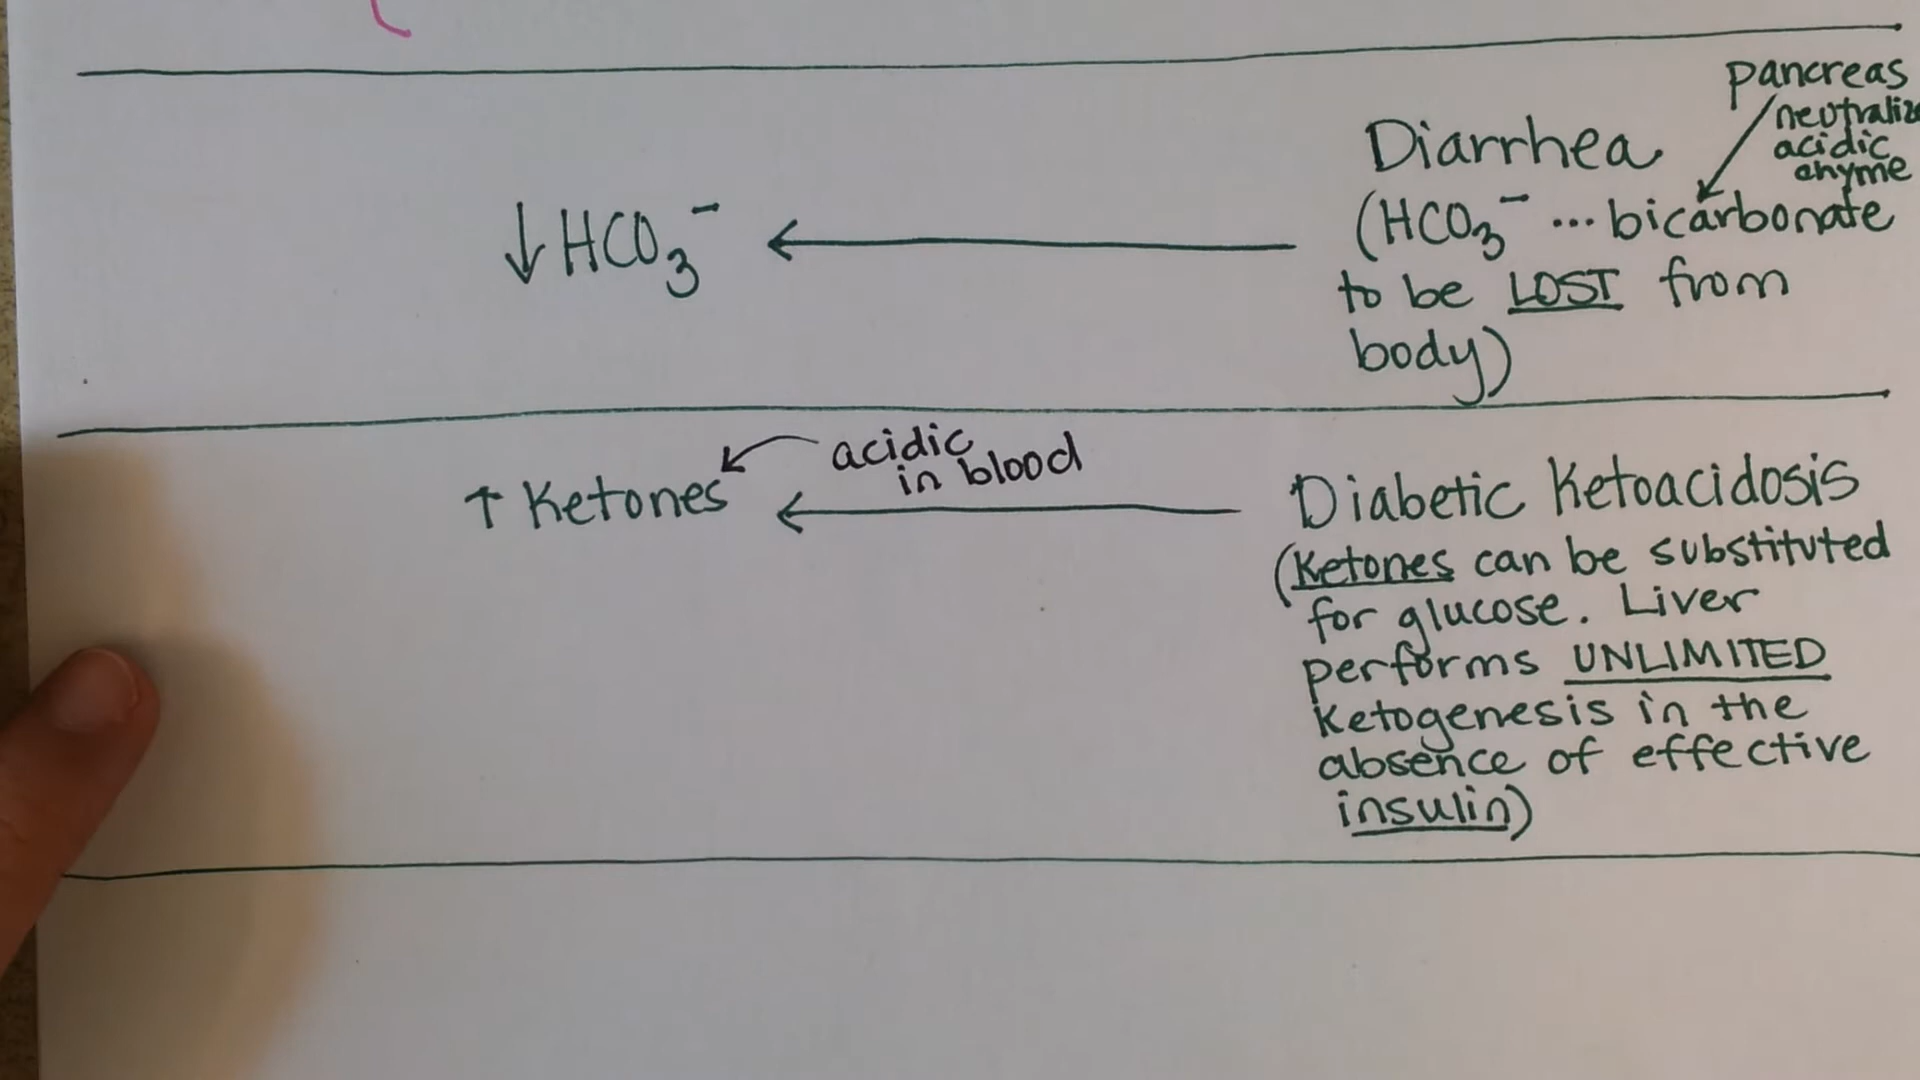 pancreas
neutraliz
acidic
chyme
Diarrhea
(HCO₃⁻ ... bicarbonate
to be LOST from
body)
↓ HCO₃⁻
↑ Ketones
acidic
in blood
Diabetic Ketoacidosis
(Ketones can be substituted
for glucose. Liver
performs UNLIMITED
ketogenesis in the
absence of effective
insulin)